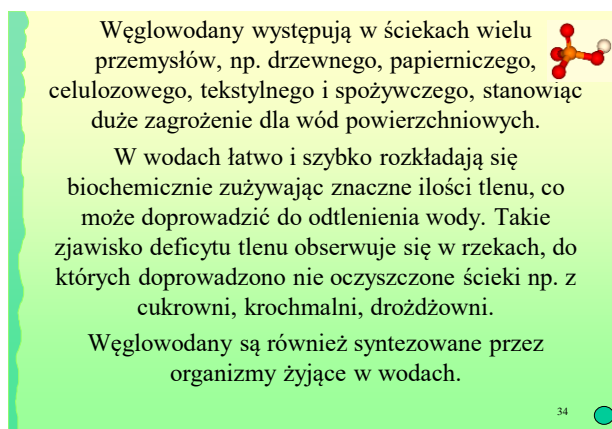 Węglowodany występują w ściekach wielu
przemysłów, np. drzewnego, papierniczego,
celulozowego, tekstylnego i spożywczego, stanowiąc
duże zagrożenie dla wód powierzchniowych.
W wodach łatwo i szybko rozkładają się
biochemicznie zużywając znaczne ilości tlenu, co
może doprowadzić do odtlenienia wody. Takie
zjawisko deficytu tlenu obserwuje się w rzekach, do
których doprowadzono nie oczyszczone ścieki np. z
cukrowni, krochmalni, drożdżowni.
Węglowodany są również syntezowane przez
organizmy żyjące w wodach.
34